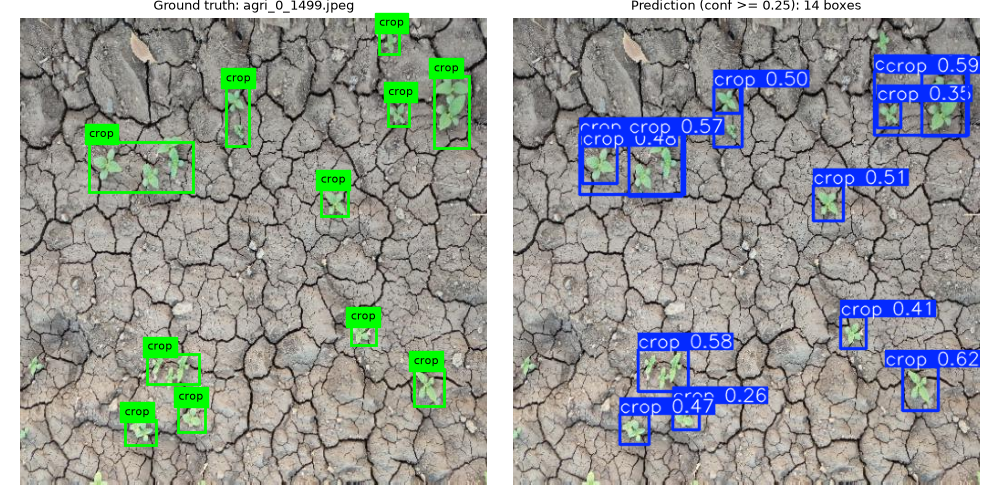 Ground truth: agri_0_1499.jpeg
crop
crop
crop
crop
crop
crop
crop
crop
crop
crop
crop
Prediction (conf >= 0.25): 14 boxes
crop 0.59
crop 0.50
crop 0.35
crop 0.57
crop 0.48
crop 0.51
crop 0.41
crop 0.58
crop 0.62
0.26
crop 0.47